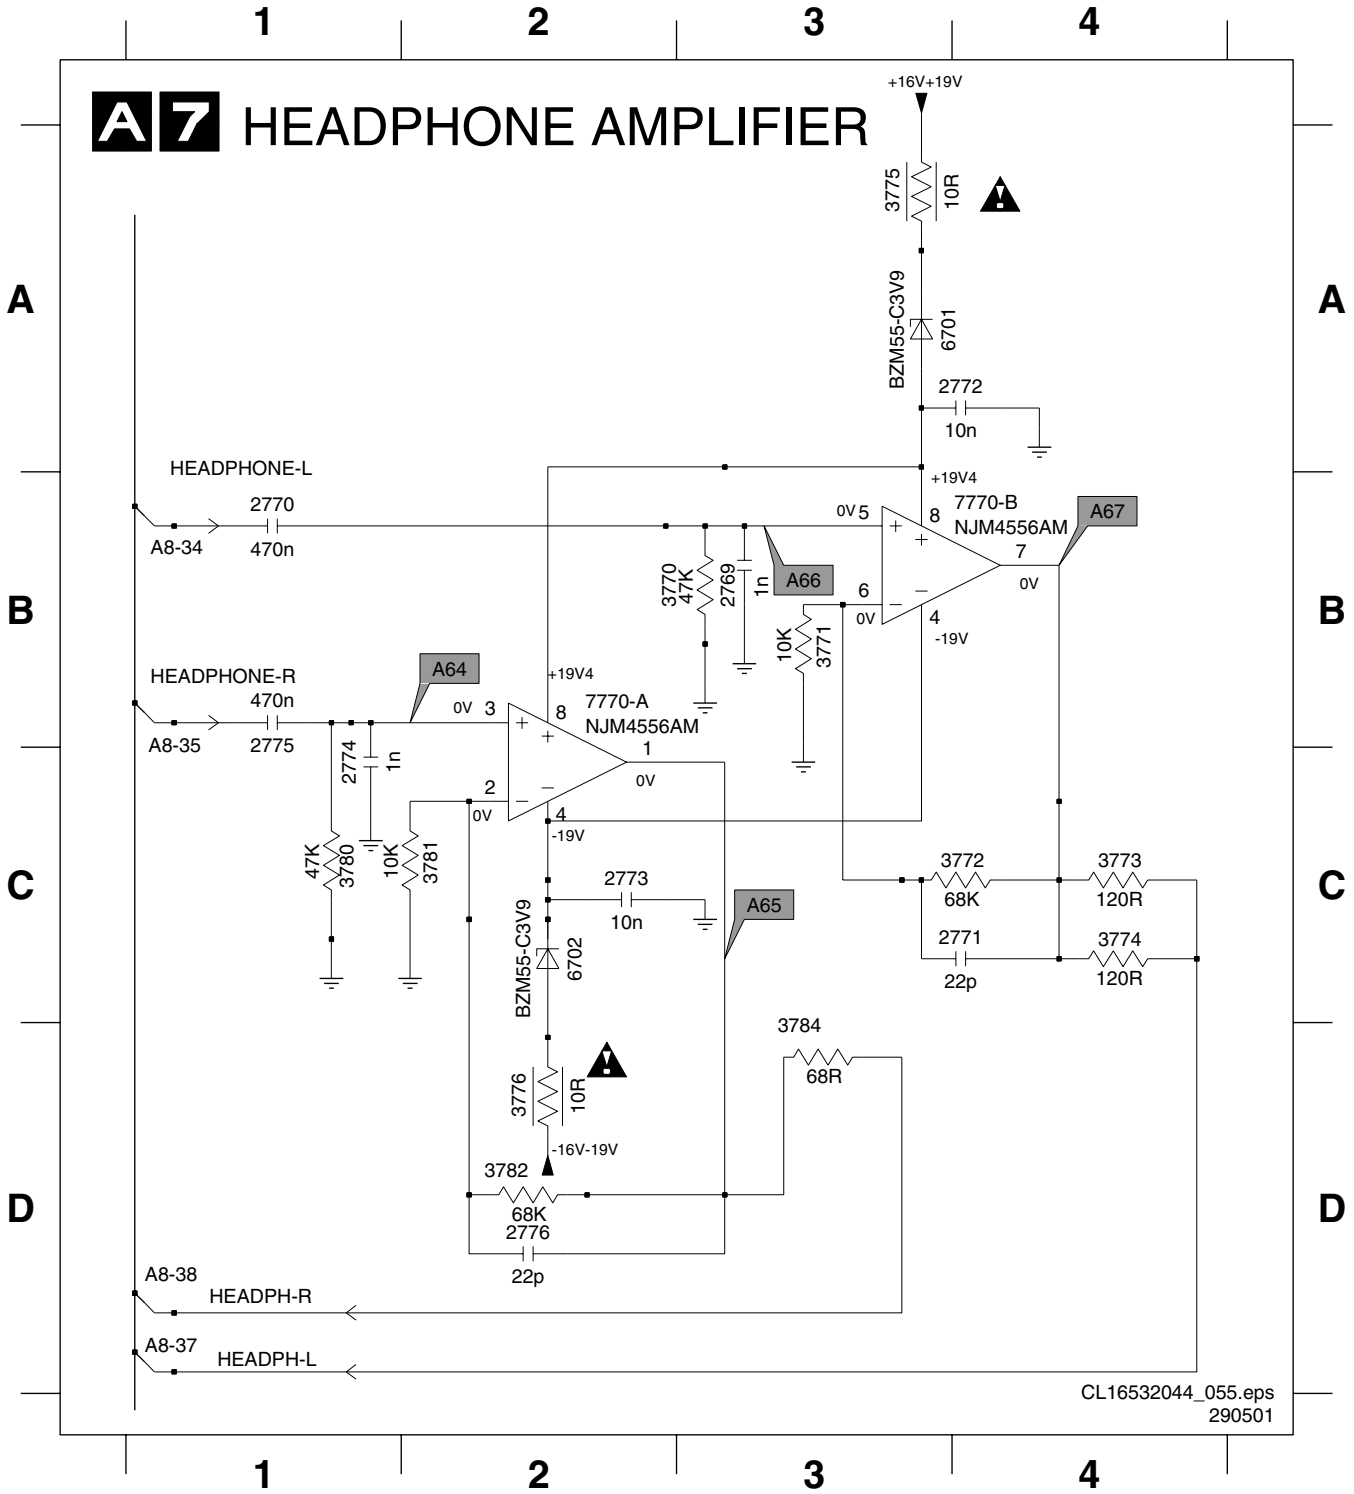 1 2 3 4
+16V+19V
A7 HEADPHONE AMPLIFIER
3775
10R
A
A
BZM55-C3V9
6701
2772
10n
HEADPHONE-L
+19V4
2770
7770-B
NJM4556AM
A67
0V 5
8
A8-34
470n
7
0V
3770
47K
2769
1n
A66
6
0V
4
-19V
B
B
10K
3771
HEADPHONE-R
A64
+19V4
470n
7770-A
NJM4556AM
0V 3
8
A8-35
2775
2774
1n
1
0V
2
0V
4
-19V
47K
3780
10K
3781
3772
3773
C
C
2773
68K
120R
10n
A65
BZM55-C3V9
6702
2771
3774
22p
120R
3784
68R
3776
10R
-16V-19V
3782
D
D
68K
2776
22p
A8-38
HEADPH-R
A8-37
HEADPH-L
CL16532044_055.eps
290501
1 2 3 4